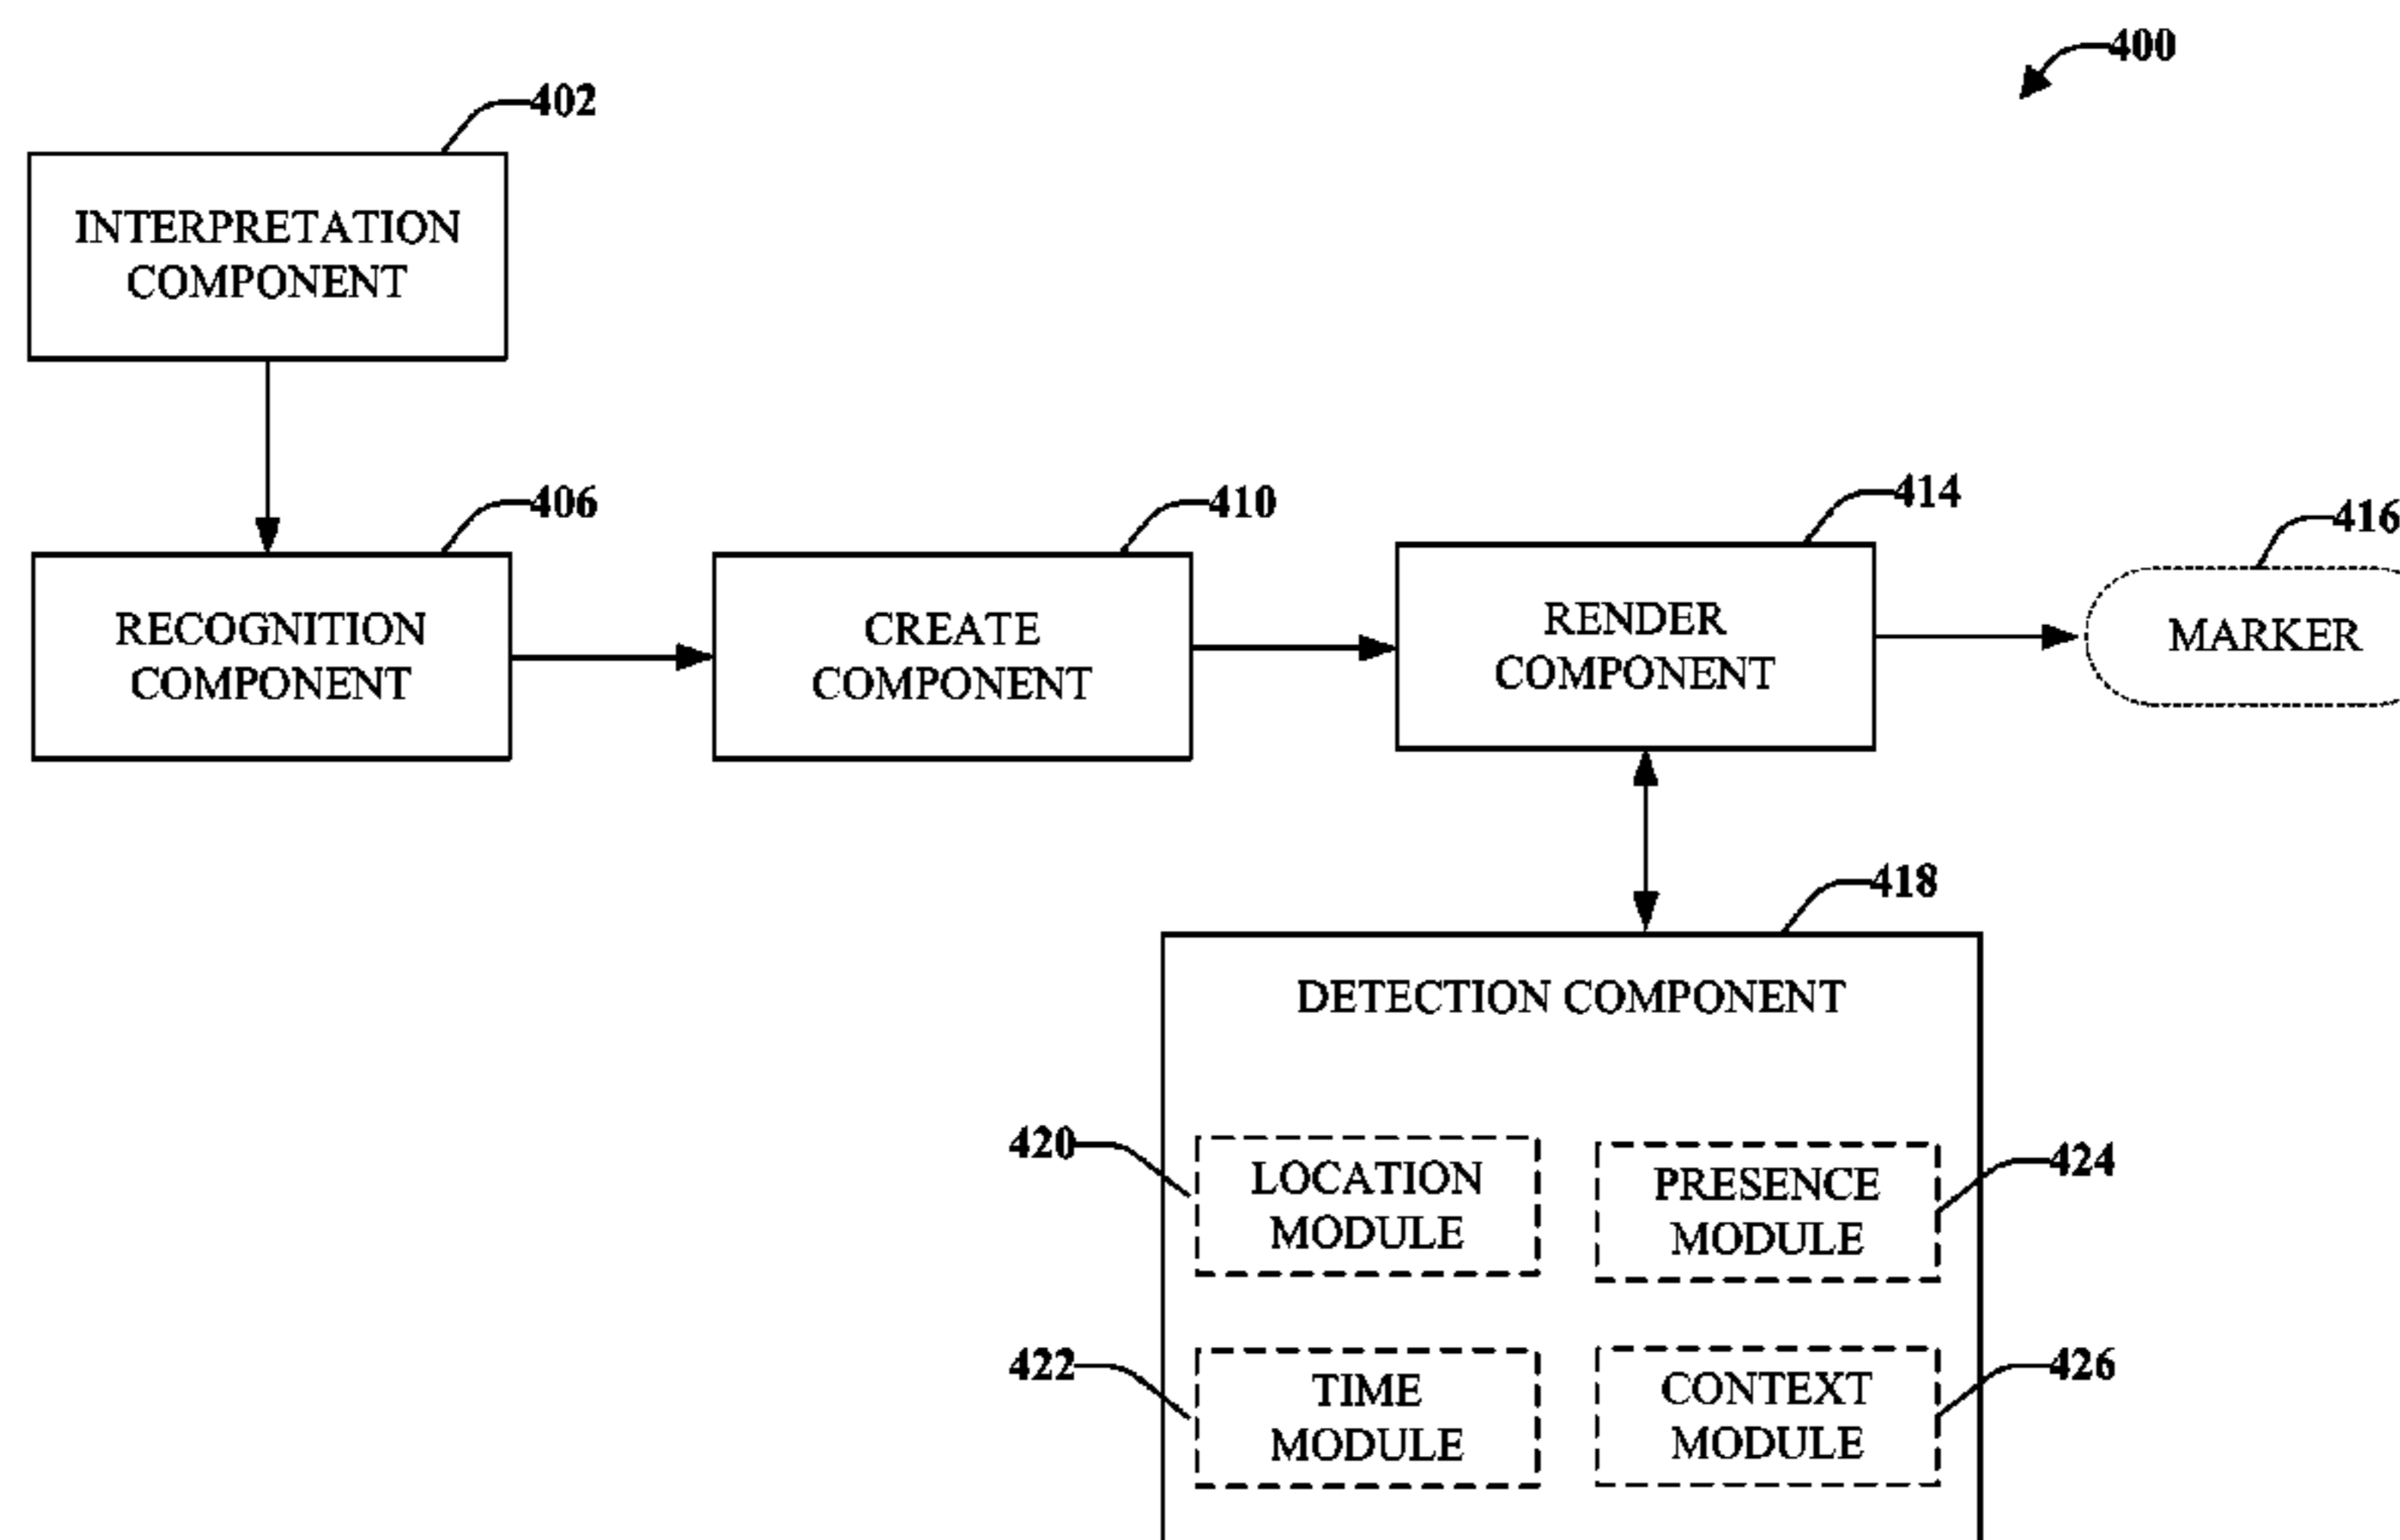 400
402
INTERPRETATION
COMPONENT
406
410
414
416
RECOGNITION
COMPONENT
CREATE
COMPONENT
RENDER
COMPONENT
MARKER
418
DETECTION COMPONENT
420
LOCATION
MODULE
424
PRESENCE
MODULE
422
TIME
MODULE
426
CONTEXT
MODULE